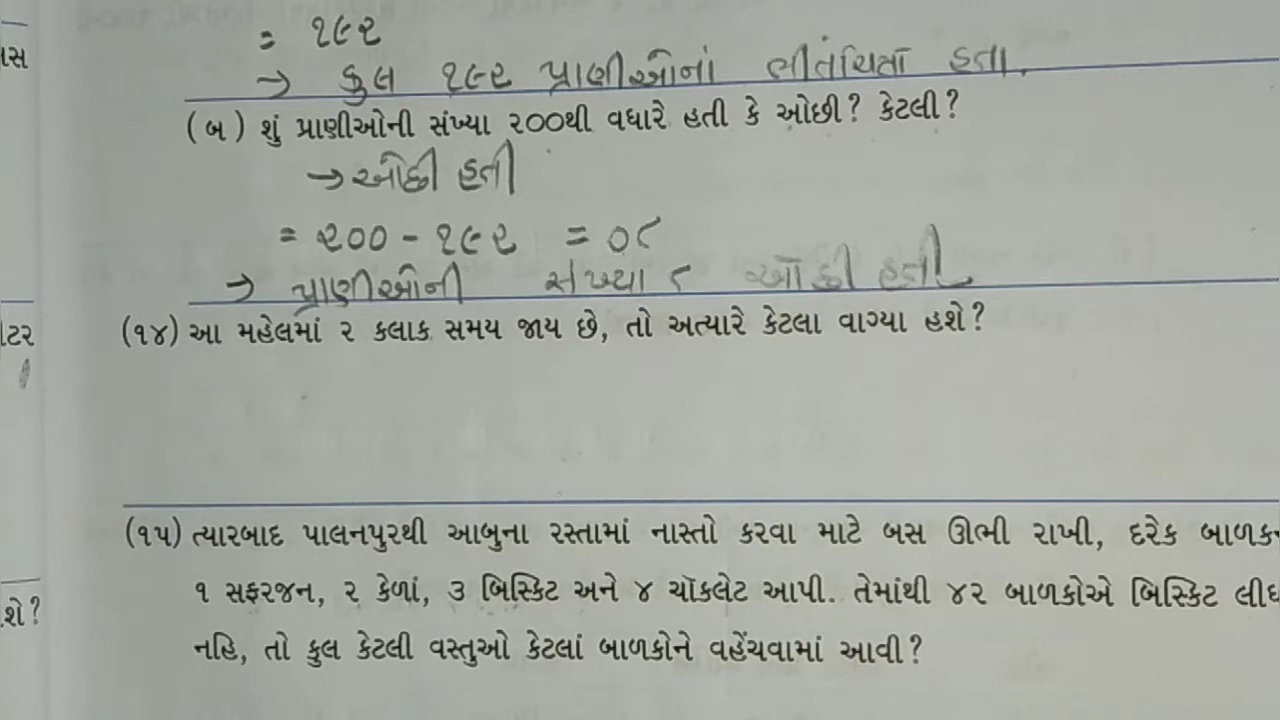 ાસ
= ૧૯૨
→ કુલ ૧૯૨ પ્રાણીઓનાં ભીતચિત્રો હતા.
(બ) શું પ્રાણીઓની સંખ્યા ૨૦૦થી વધારે હતી કે ઓછી? કેટલી?
→ ઓછી હતી
= ૨૦૦ - ૧૯૨ = ૦૮
→ પ્રાણીઓની સંખ્યા ૮ ઓછી હતી
(૧૪) આ મહેલમાં ૨ કલાક સમય જાય છે, તો અત્યારે કેટલા વાગ્યા હશે?
ીટર
(૧૫) ત્યારબાદ પાલનપુરથી આબુના રસ્તામાં નાસ્તો કરવા માટે બસ ઊભી રાખી, દરેક બાળક
૧ સફરજન, ૨ કેળાં, ૩ બિસ્કિટ અને ૪ ચૉકલેટ આપી. તેમાંથી ૪૨ બાળકોએ બિસ્કિટ લીધ
શે?
નહિ, તો કુલ કેટલી વસ્તુઓ કેટલાં બાળકોને વહેંચવામાં આવી?